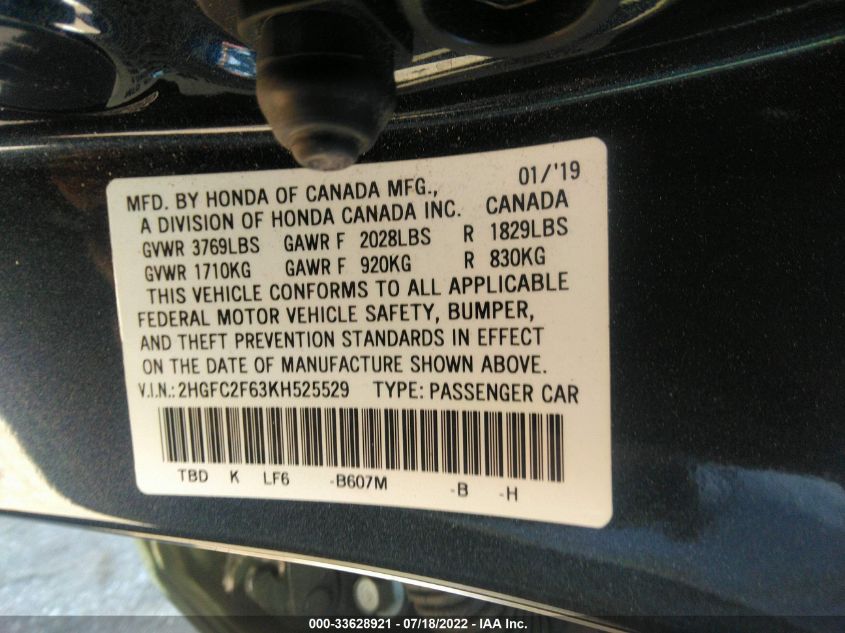 MFD. BY HONDA OF CANADA MFG., 01/'19
A DIVISION OF HONDA CANADA INC. CANADA
GVWR 3769LBS GAWR F 2028LBS R 1829LBS
GVWR 1710KG GAWR F 920KG R 830KG
THIS VEHICLE CONFORMS TO ALL APPLICABLE
FEDERAL MOTOR VEHICLE SAFETY, BUMPER,
AND THEFT PREVENTION STANDARDS IN EFFECT
ON THE DATE OF MANUFACTURE SHOWN ABOVE.
V.I.N.:2HGFC2F63KH525529 TYPE: PASSENGER CAR
TBD K LF6 -B607M -B -H
000-33628921 - 07/18/2022 - IAA Inc.